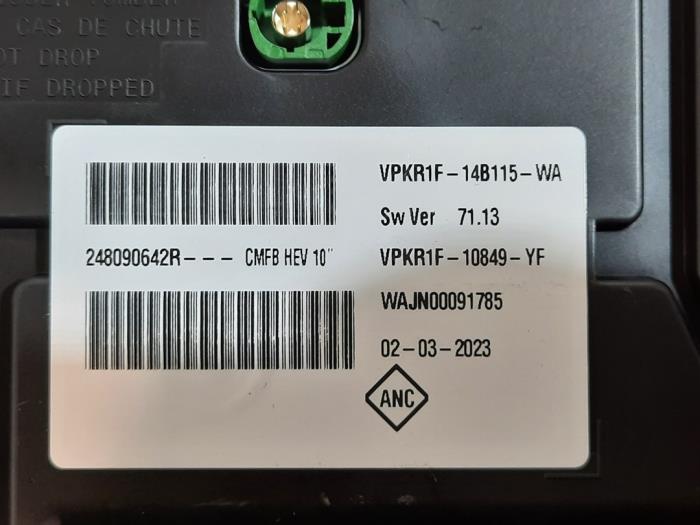 CAS DE CHUTE
OT DROP
IF DROPPED
VPKR1F-14B115-WA
Sw Ver 71.13
248090642R--- CMFB HEV 10"
VPKR1F-10849-YF
WAJN00091785
02-03-2023
ANC